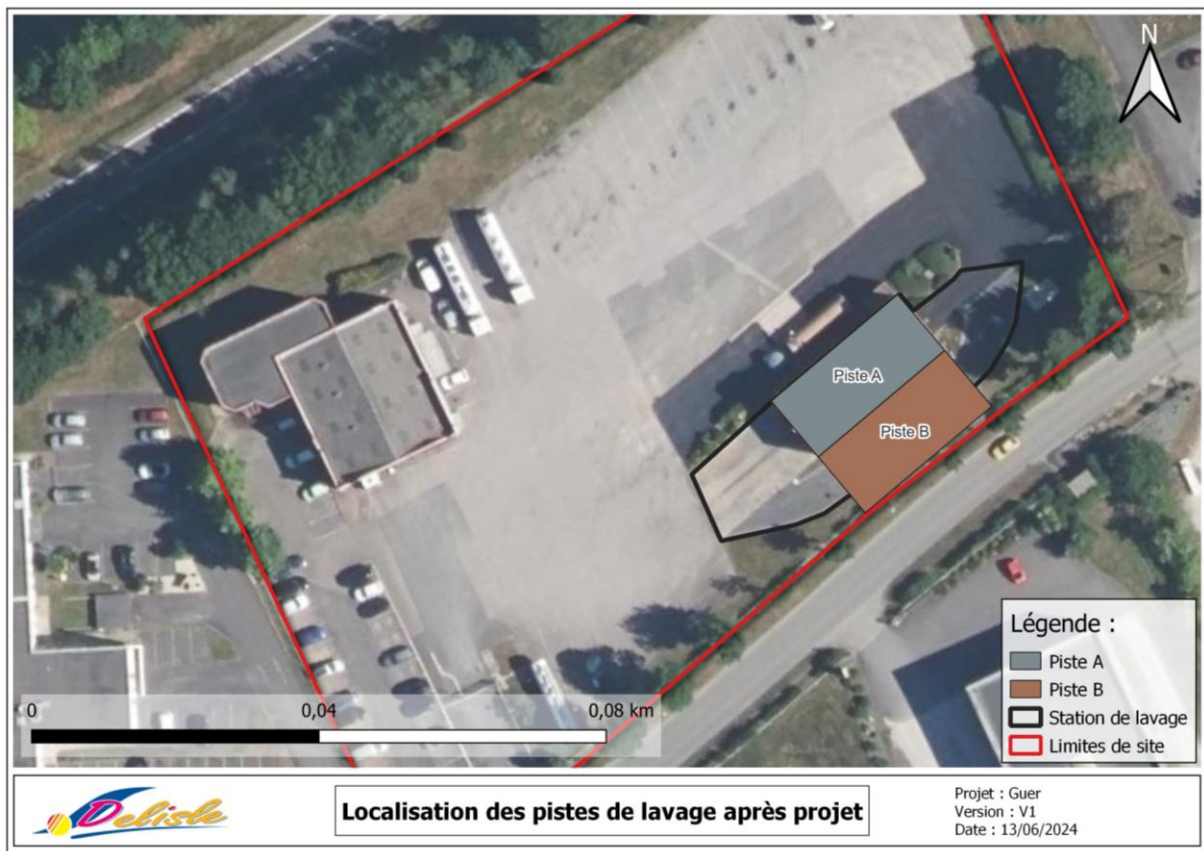 N
Piste A
Piste B
Légende :
Piste A
Piste B
Station de lavage
Limites de site
0
0,04
0,08 km
Delisle
Localisation des pistes de lavage après projet
Projet : Guer
Version : V1
Date : 13/06/2024